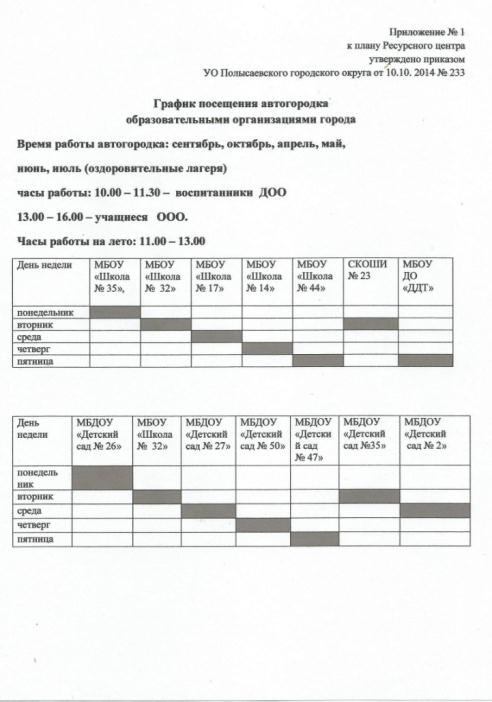 Приложение № 1
к плану Ресурсного центра
утверждено приказом
УО Полысаевского городского округа от 10.10. 2014 № 233
График посещения автогородка
образовательными организациями города
Время работы автогородка: сентябрь, октябрь, апрель, май,
июнь, июль (оздоровительные лагеря)
часы работы: 10.00 – 11.30 – воспитанники ДОО
13.00 – 16.00 – учащиеся ООО.
Часы работы на лето: 11.00 – 13.00
День недели МБОУ МБОУ МБОУ МБОУ МБОУ СКОШИ МБОУ
«Школа «Школа «Школа «Школа «Школа № 23 ДО
№ 35», № 32» № 17» № 14» № 44» «ДДТ»
понедельник
вторник
среда
четверг
пятница
День МБДОУ МБОУ МБДОУ МБДОУ МБДОУ МБДОУ МБДОУ
недели «Детский «Школа «Детский «Детский «Детски «Детский «Детский
сад № 26» № 32» сад № 27» сад № 50» й сад сад №35» сад № 2»
№ 47»
понедель
ник
вторник
среда
четверг
пятница